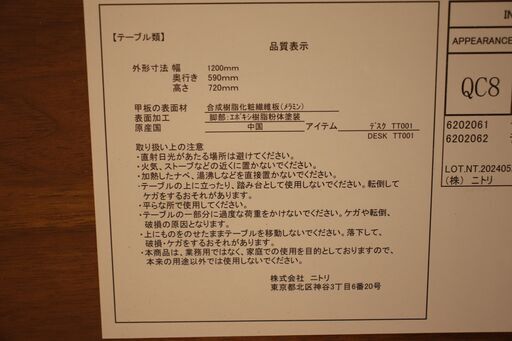 【テーブル類】
品質表示
外形寸法 幅 1200mm
奥行き 590mm
高さ 720mm
甲板の表面材 合成樹脂化粧繊維板(メラミン)
表面加工 脚部:エポキシ樹脂粉体塗装
原産国 中国 アイテム デスク TT001
DESK TT001
取り扱い上の注意
・直射日光があたる場所は避けてください。
・火気、ストーブなどの近くに置かないでください。
・加熱したナベ、湯沸しなどを直接置かないでください。
・テーブルの上に立ったり、踏み台として使用しないでください。転倒して
ケガをするおそれがあります。
・平らな所で使用してください。
・テーブルの一部分に過度な荷重をかけないでください。ケガや転倒、
破損の原因となります。
・上にものをのせたままテーブルを移動しないでください。落下して、
破損・ケガをするおそれがあります。
・本商品は、業務用ではなく、家庭での使用を目的としておりますので、
本来の用途以外では使用しないでください。
株式会社 ニトリ
東京都北区神谷3丁目6番20号
IN
APPEARANCE
QC8
6202061
6202062
LOT.NT.202405
(株) ニトリ